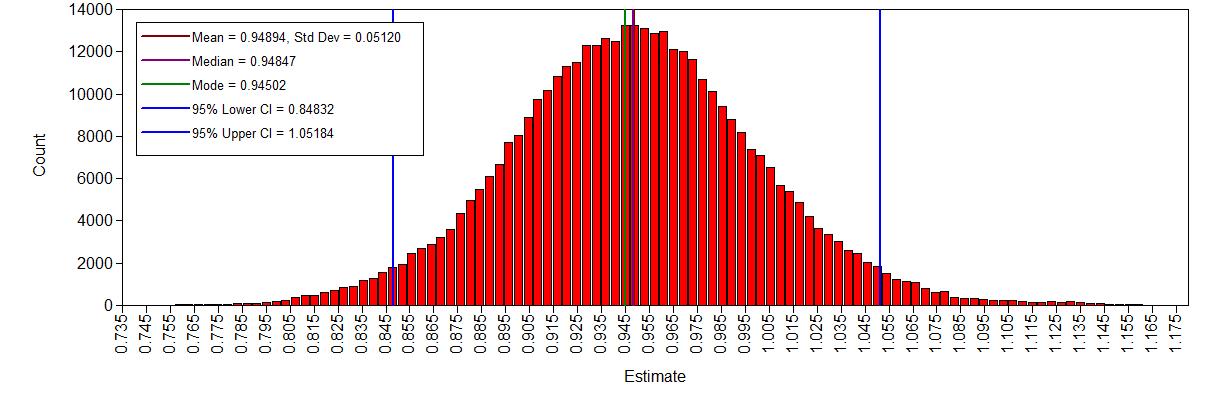 14000
12000
10000
8000
6000
4000
2000
0
Count
Mean = 0.94894, Std Dev = 0.05120
Median = 0.94847
Mode = 0.94502
95% Lower CI = 0.84832
95% Upper CI = 1.05184
0.735 0.745 0.755 0.765 0.775 0.785 0.795 0.805 0.815 0.825 0.835 0.845 0.855 0.865 0.875 0.885 0.895 0.905 0.915 0.925 0.935 0.945 0.955 0.965 0.975 0.985 0.995 1.005 1.015 1.025 1.035 1.045 1.055 1.065 1.075 1.085 1.095 1.105 1.115 1.125 1.135 1.145 1.155 1.165 1.175
Estimate